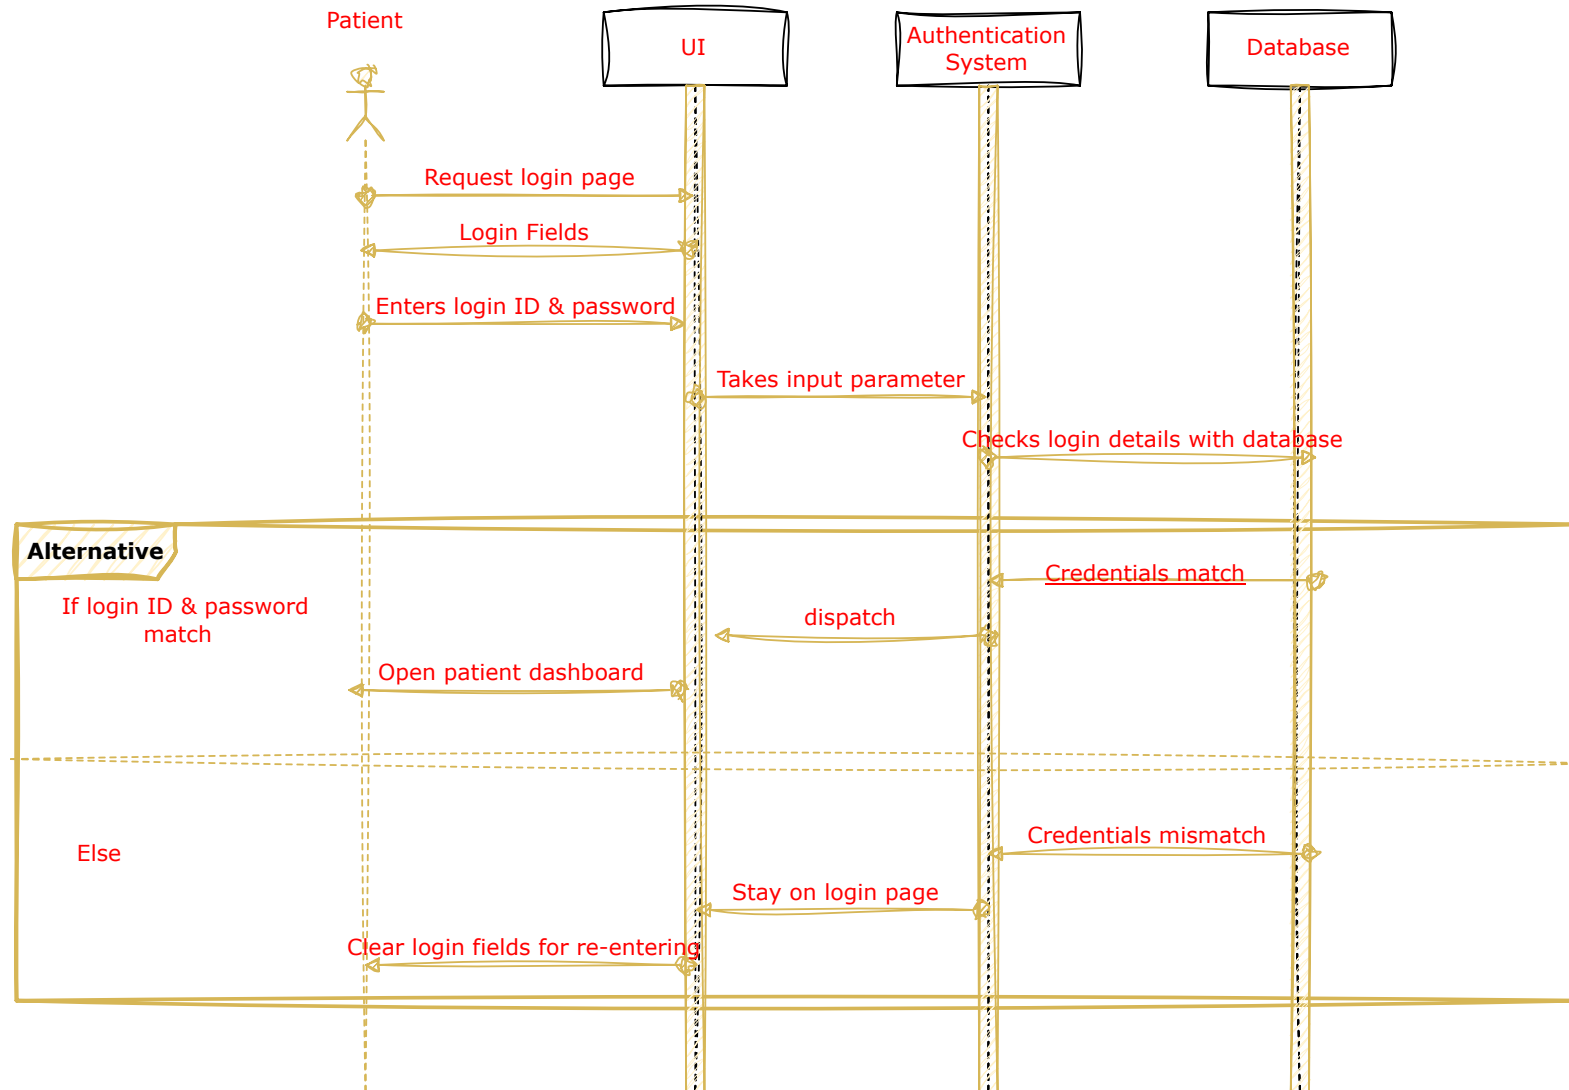 Patient
UI
Authentication
System
Database
Request login page
Login Fields
Enters login ID & password
Takes input parameter
Checks login details with database
Alternative
Credentials match
If login ID & password
match
dispatch
Open patient dashboard
Credentials mismatch
Else
Stay on login page
Clear login fields for re-entering